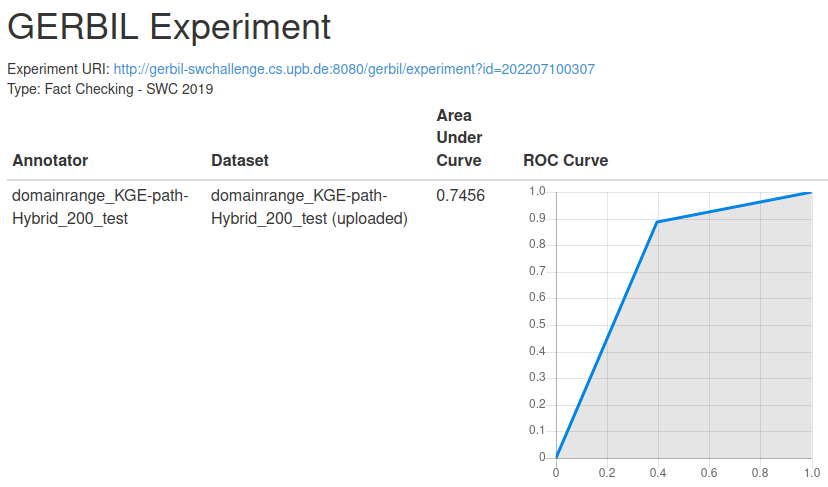 GERBIL Experiment
Experiment URI: http://gerbil-swchallenge.cs.upb.de:8080/gerbil/experiment?id=202207100307
Type: Fact Checking - SWC 2019
Annotator Dataset Area Under Curve ROC Curve
domainrange_KGE-path- domainrange_KGE-path- 0.7456
Hybrid_200_test Hybrid_200_test (uploaded)
1.0
0.9
0.8
0.7
0.6
0.5
0.4
0.3
0.2
0.1
0
0 0.2 0.4 0.6 0.8 1.0